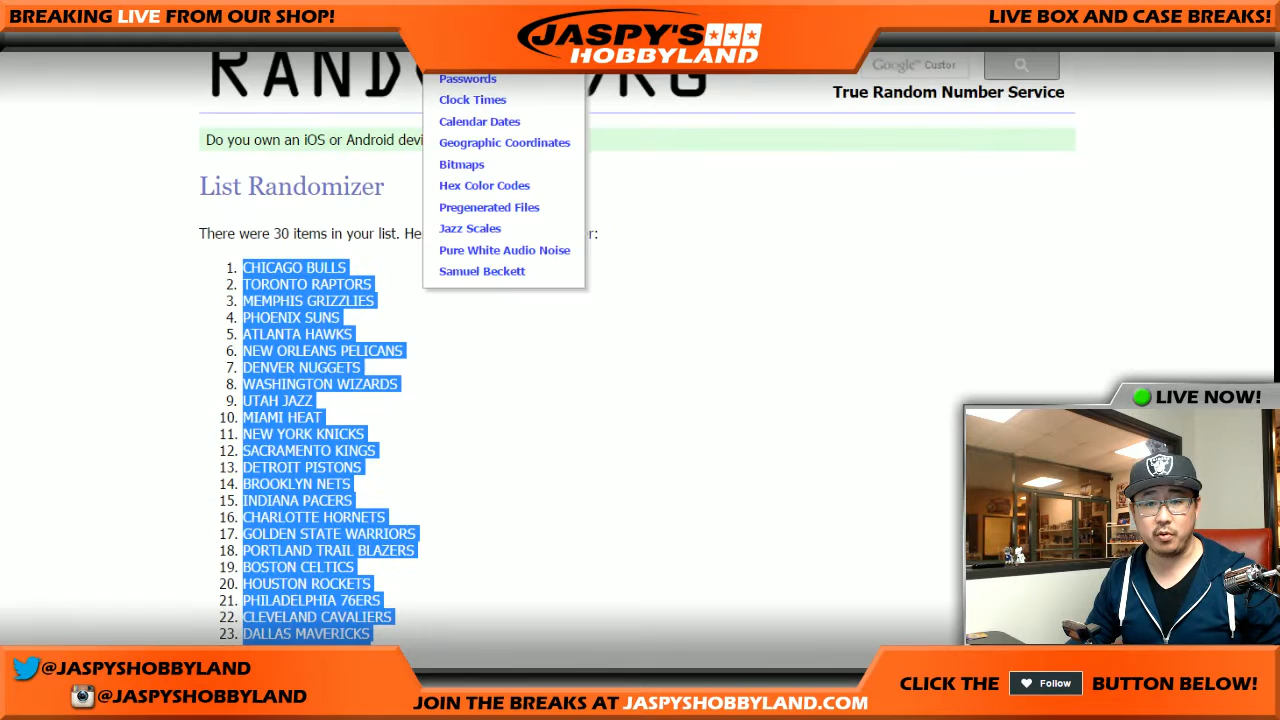 BREAKING LIVE FROM OUR SHOP!
JASPY'S
HOBBYLAND
LIVE BOX AND CASE BREAKS!
Google™ Custor
True Random Number Service
Do you own an iOS or Android devi
Passwords
Clock Times
Calendar Dates
Geographic Coordinates
Bitmaps
Hex Color Codes
Pregenerated Files
Jazz Scales
Pure White Audio Noise
Samuel Beckett
List Randomizer
There were 30 items in your list. He r:
1. CHICAGO BULLS
2. TORONTO RAPTORS
3. MEMPHIS GRIZZLIES
4. PHOENIX SUNS
5. ATLANTA HAWKS
6. NEW ORLEANS PELICANS
7. DENVER NUGGETS
8. WASHINGTON WIZARDS
9. UTAH JAZZ
10. MIAMI HEAT
11. NEW YORK KNICKS
12. SACRAMENTO KINGS
13. DETROIT PISTONS
14. BROOKLYN NETS
15. INDIANA PACERS
16. CHARLOTTE HORNETS
17. GOLDEN STATE WARRIORS
18. PORTLAND TRAIL BLAZERS
19. BOSTON CELTICS
20. HOUSTON ROCKETS
21. PHILADELPHIA 76ERS
22. CLEVELAND CAVALIERS
23. DALLAS MAVERICKS
LIVE NOW!
@JASPYSHOBBYLAND
@JASPYSHOBBYLAND
JOIN THE BREAKS AT JASPYSHOBBYLAND.COM
CLICK THE Follow BUTTON BELOW!